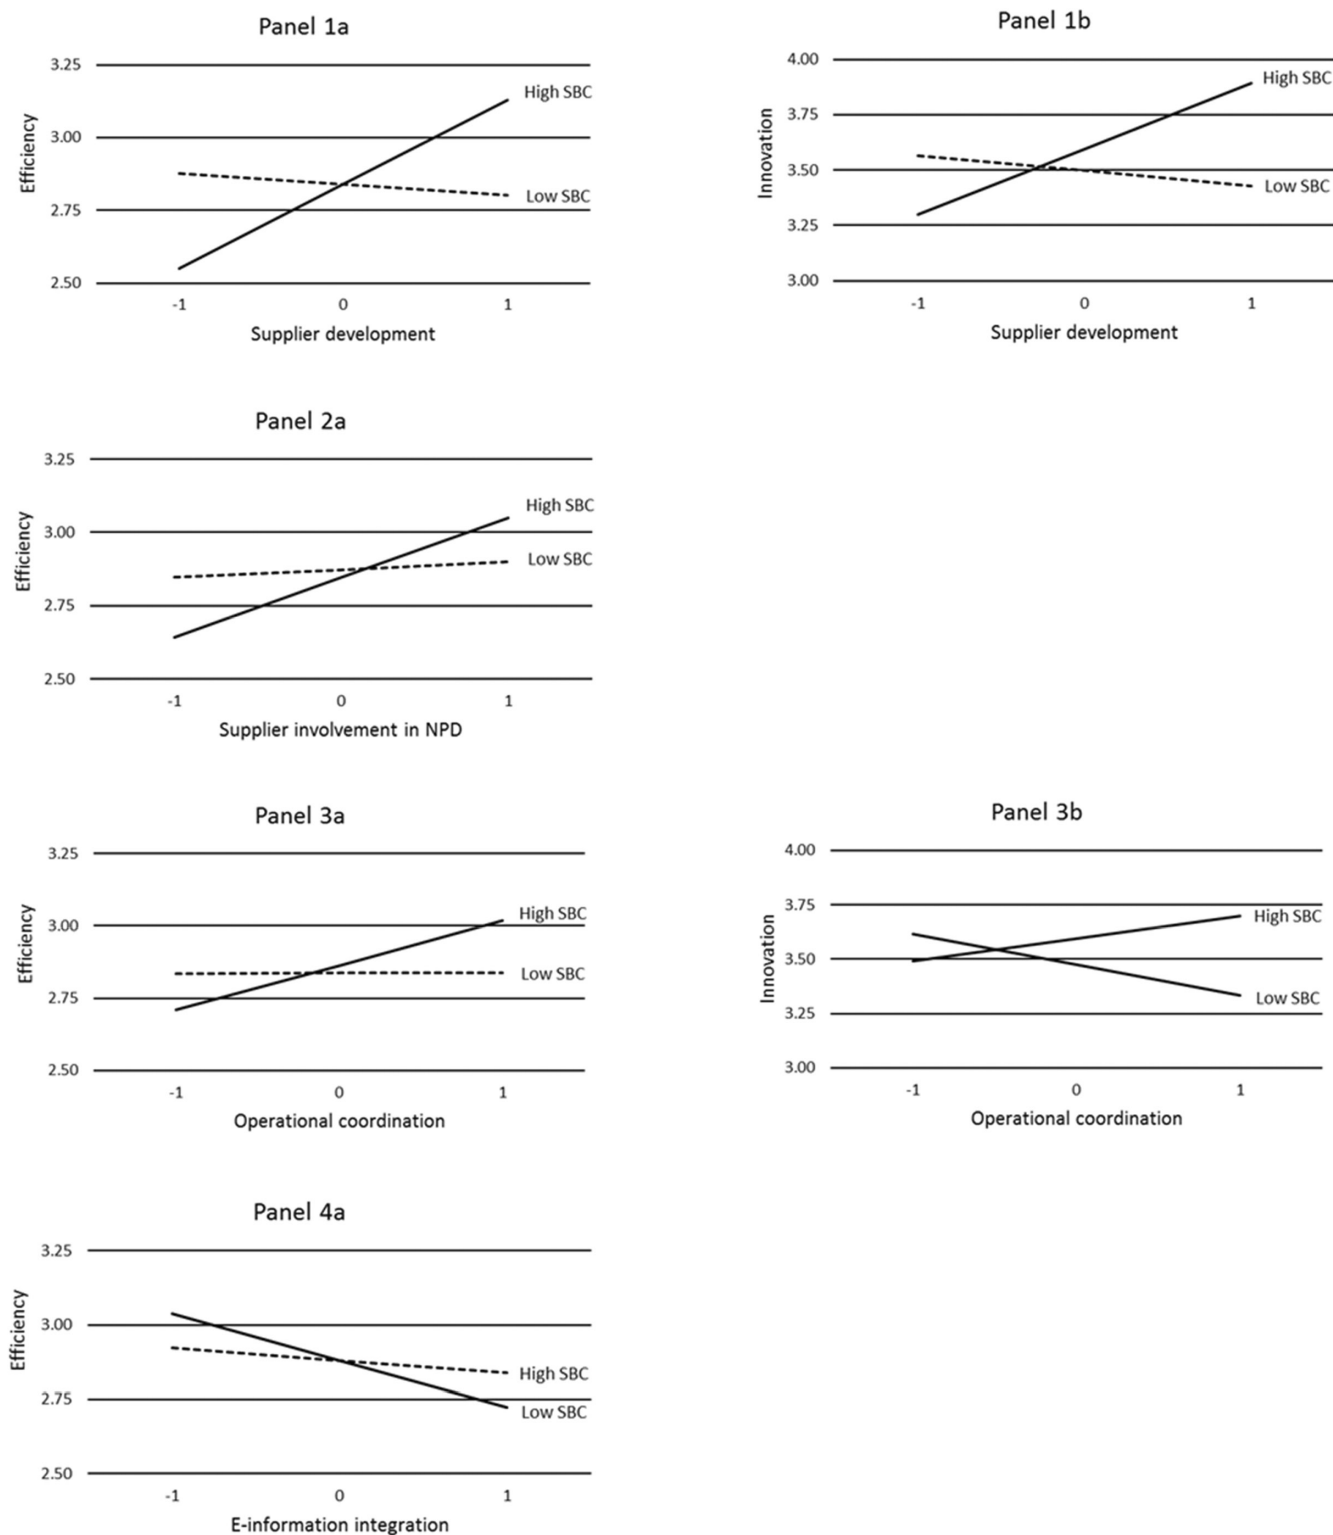 Panel 1a
3.25
High SBC
3.00
Efficiency
Low SBC
2.75
2.50
-1 0 1
Supplier development
Panel 1b
4.00
High SBC
3.75
Innovation
3.50
Low SBC
3.25
3.00
-1 0 1
Supplier development
Panel 2a
3.25
High SBC
3.00
Efficiency
Low SBC
2.75
2.50
-1 0 1
Supplier involvement in NPD
Panel 3a
3.25
High SBC
3.00
Efficiency
Low SBC
2.75
2.50
-1 0 1
Operational coordination
Panel 3b
4.00
3.75
High SBC
Innovation
3.50
Low SBC
3.25
3.00
-1 0 1
Operational coordination
Panel 4a
3.25
3.00
Efficiency
High SBC
2.75
Low SBC
2.50
-1 0 1
E-information integration